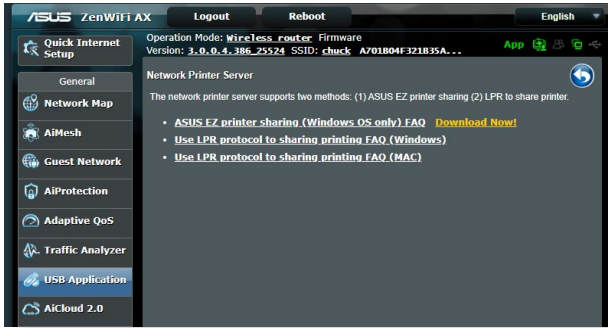 ASUS ZenWiFi AX Logout Reboot English
Quick Internet Setup
Operation Mode: Wireless router Firmware
Version: 3.0.0.4.386_25524 SSID: chuck A701B04F321B35A... App
General
Network Map
AiMesh
Guest Network
AiProtection
Adaptive QoS
Traffic Analyzer
USB Application
AiCloud 2.0
Network Printer Server
The network printer server supports two methods: (1) ASUS EZ printer sharing (2) LPR to share printer.
ASUS EZ printer sharing (Windows OS only) FAQ Download Now!
Use LPR protocol to sharing printing FAQ (Windows)
Use LPR protocol to sharing printing FAQ (MAC)